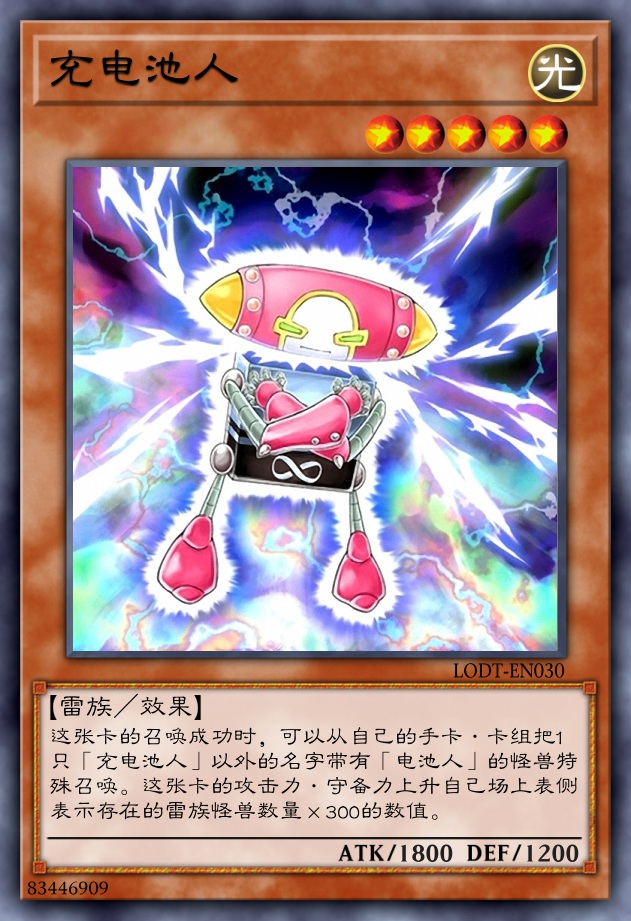 充电池人
光
LODT-EN030
【雷族／效果】
这张卡的召唤成功时，可以从自己的手卡·卡组把1
只「充电池人」以外的名字带有「电池人」的怪兽特
殊召唤。这张卡的攻击力·守备力上升自己场上表侧
表示存在的雷族怪兽数量×300的数值。
ATK/1800 DEF/1200
83446909